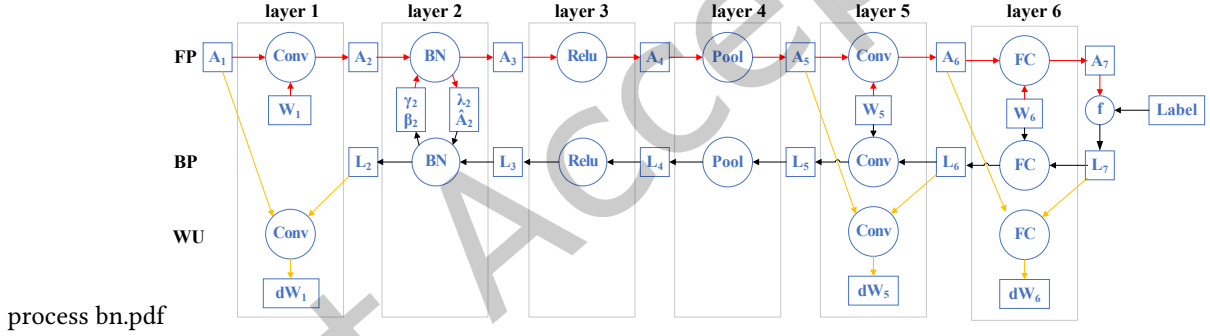 layer 1 layer 2 layer 3 layer 4 layer 5 layer 6
FP A₁ Conv A₂ BN A₃ Relu A₄ Pool A₅ Conv A₆ FC A₇
W₁ γ₂ λ₂ W₅ W₆ f Label
β₂ Â₂
BP L₂ BN L₃ Relu L₄ Pool L₅ Conv L₆ FC L₇
WU Conv Conv FC
dW₁ dW₅ dW₆
process bn.pdf